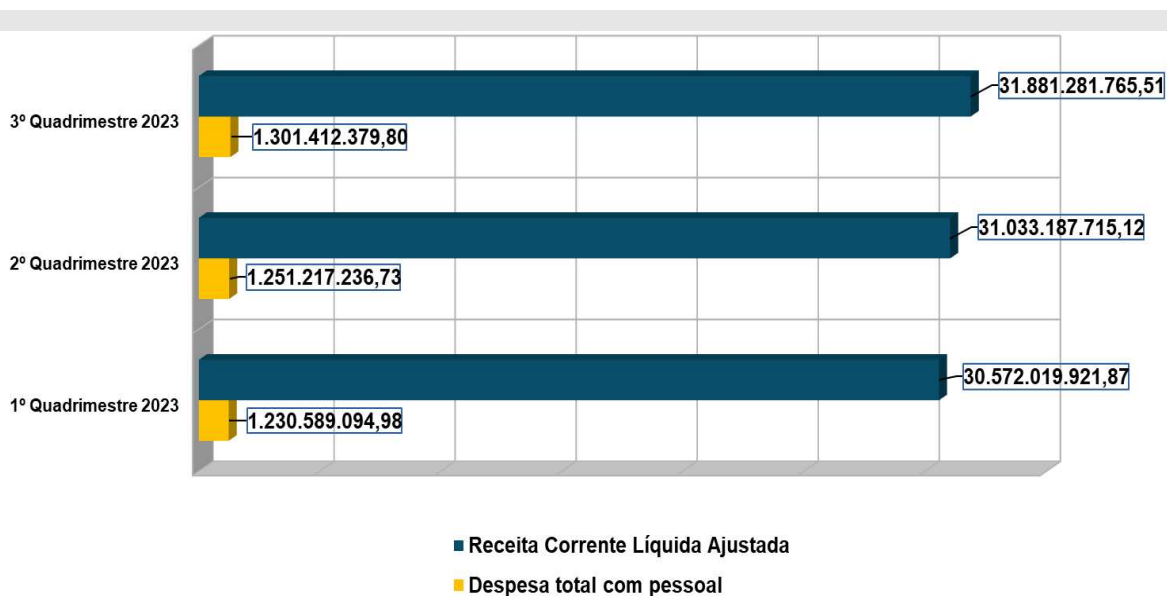 31.881.281.765,51
3º Quadrimestre 2023
1.301.412.379,80
31.033.187.715,12
2º Quadrimestre 2023
1.251.217.236,73
30.572.019.921,87
1º Quadrimestre 2023
1.230.589.094,98
Receita Corrente Líquida Ajustada
Despesa total com pessoal